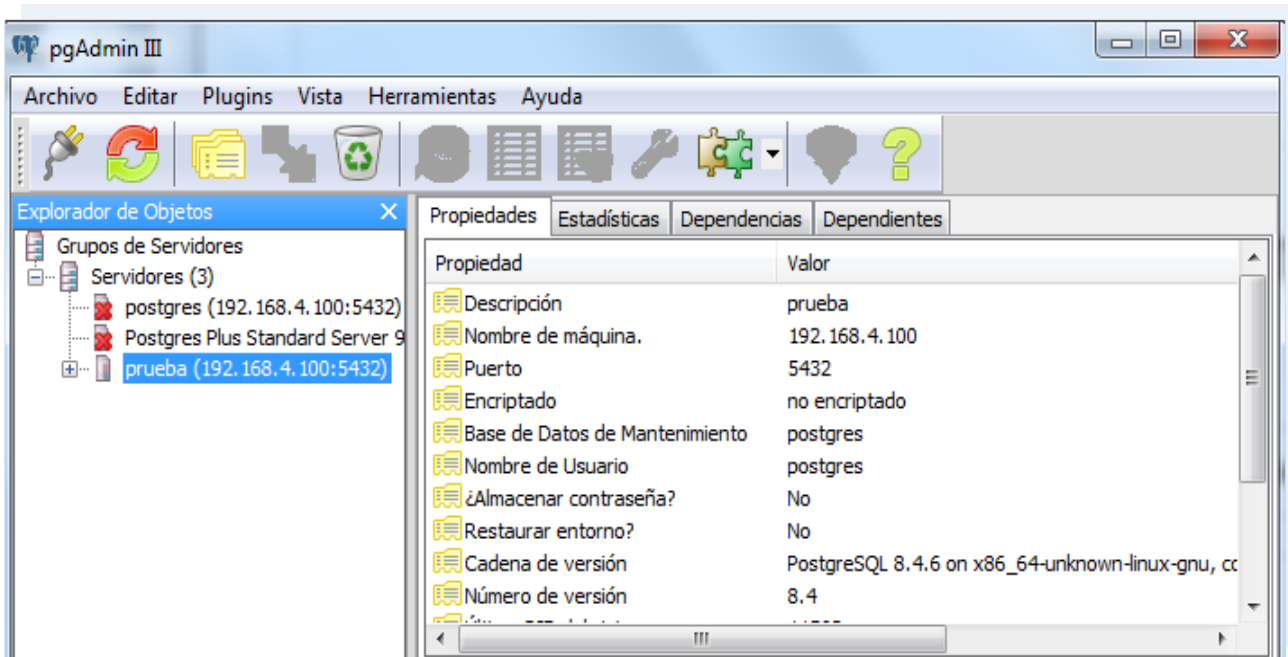 pgAdmin III
Archivo Editar Plugins Vista Herramientas Ayuda
Explorador de Objetos
Grupos de Servidores
Servidores (3)
postgres (192.168.4.100:5432)
Postgres Plus Standard Server 9
prueba (192.168.4.100:5432)
Propiedades Estadísticas Dependencias Dependientes
Propiedad Valor
Descripción prueba
Nombre de máquina. 192.168.4.100
Puerto 5432
Encriptado no encriptado
Base de Datos de Mantenimiento postgres
Nombre de Usuario postgres
¿Almacenar contraseña? No
Restaurar entorno? No
Cadena de versión PostgreSQL 8.4.6 on x86_64-unknown-linux-gnu, cc
Número de versión 8.4